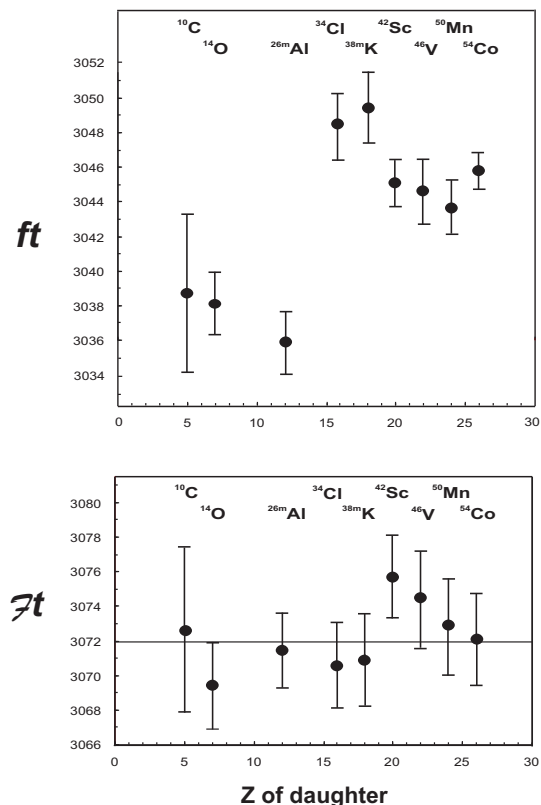 ¹⁰C ³⁴Cl ⁴²Sc ⁵⁰Mn
¹⁴O ²⁶ᵐAl ³⁸ᵐK ⁴⁶V ⁵⁴Co
3052
3050
3048
3046
3044
3042
3040
3038
3036
3034
ft
0 5 10 15 20 25 30
¹⁰C ³⁴Cl ⁴²Sc ⁵⁰Mn
¹⁴O ²⁶ᵐAl ³⁸ᵐK ⁴⁶V ⁵⁴Co
3080
3076
3074
3072
3070
3068
3066
ℱt
0 5 10 15 20 25 30
Z of daughter